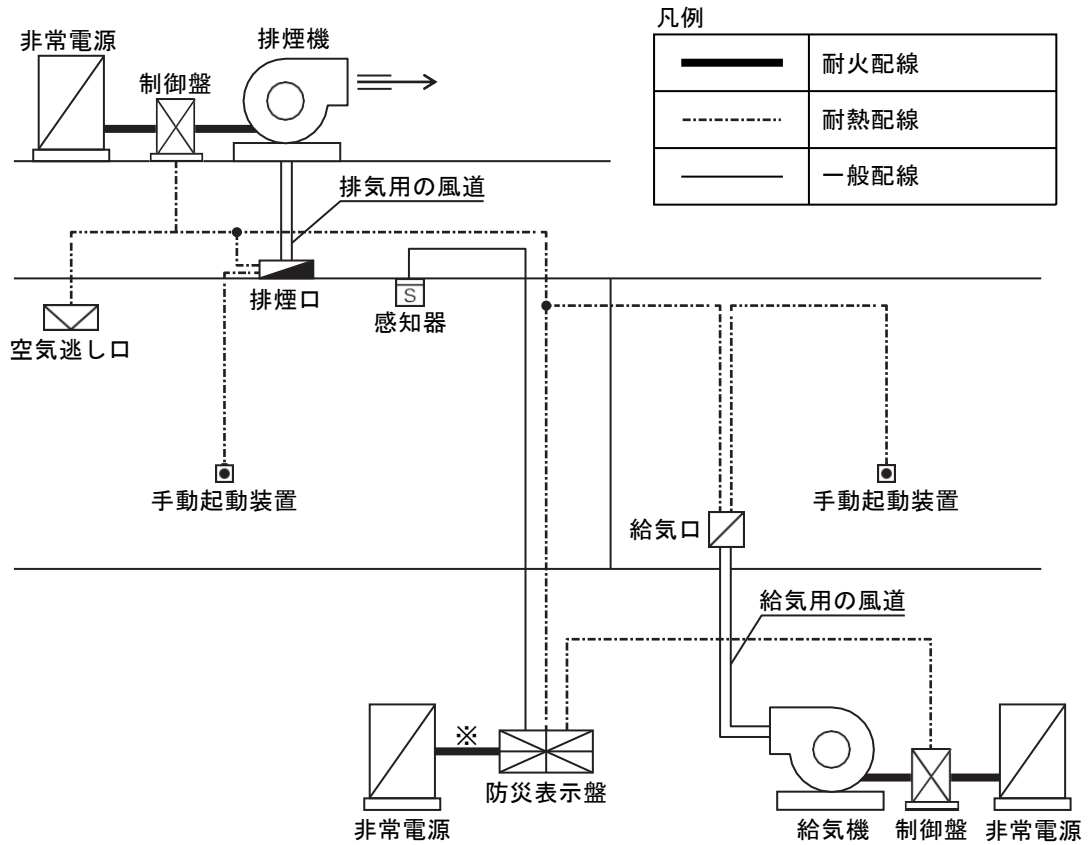 凡例
耐火配線
耐熱配線
一般配線
非常電源
制御盤
排煙機
排気用の風道
排煙口
S
感知器
空気逃し口
手動起動装置
手動起動装置
給気口
給気用の風道
※
防災表示盤
非常電源
給気機
制御盤
非常電源